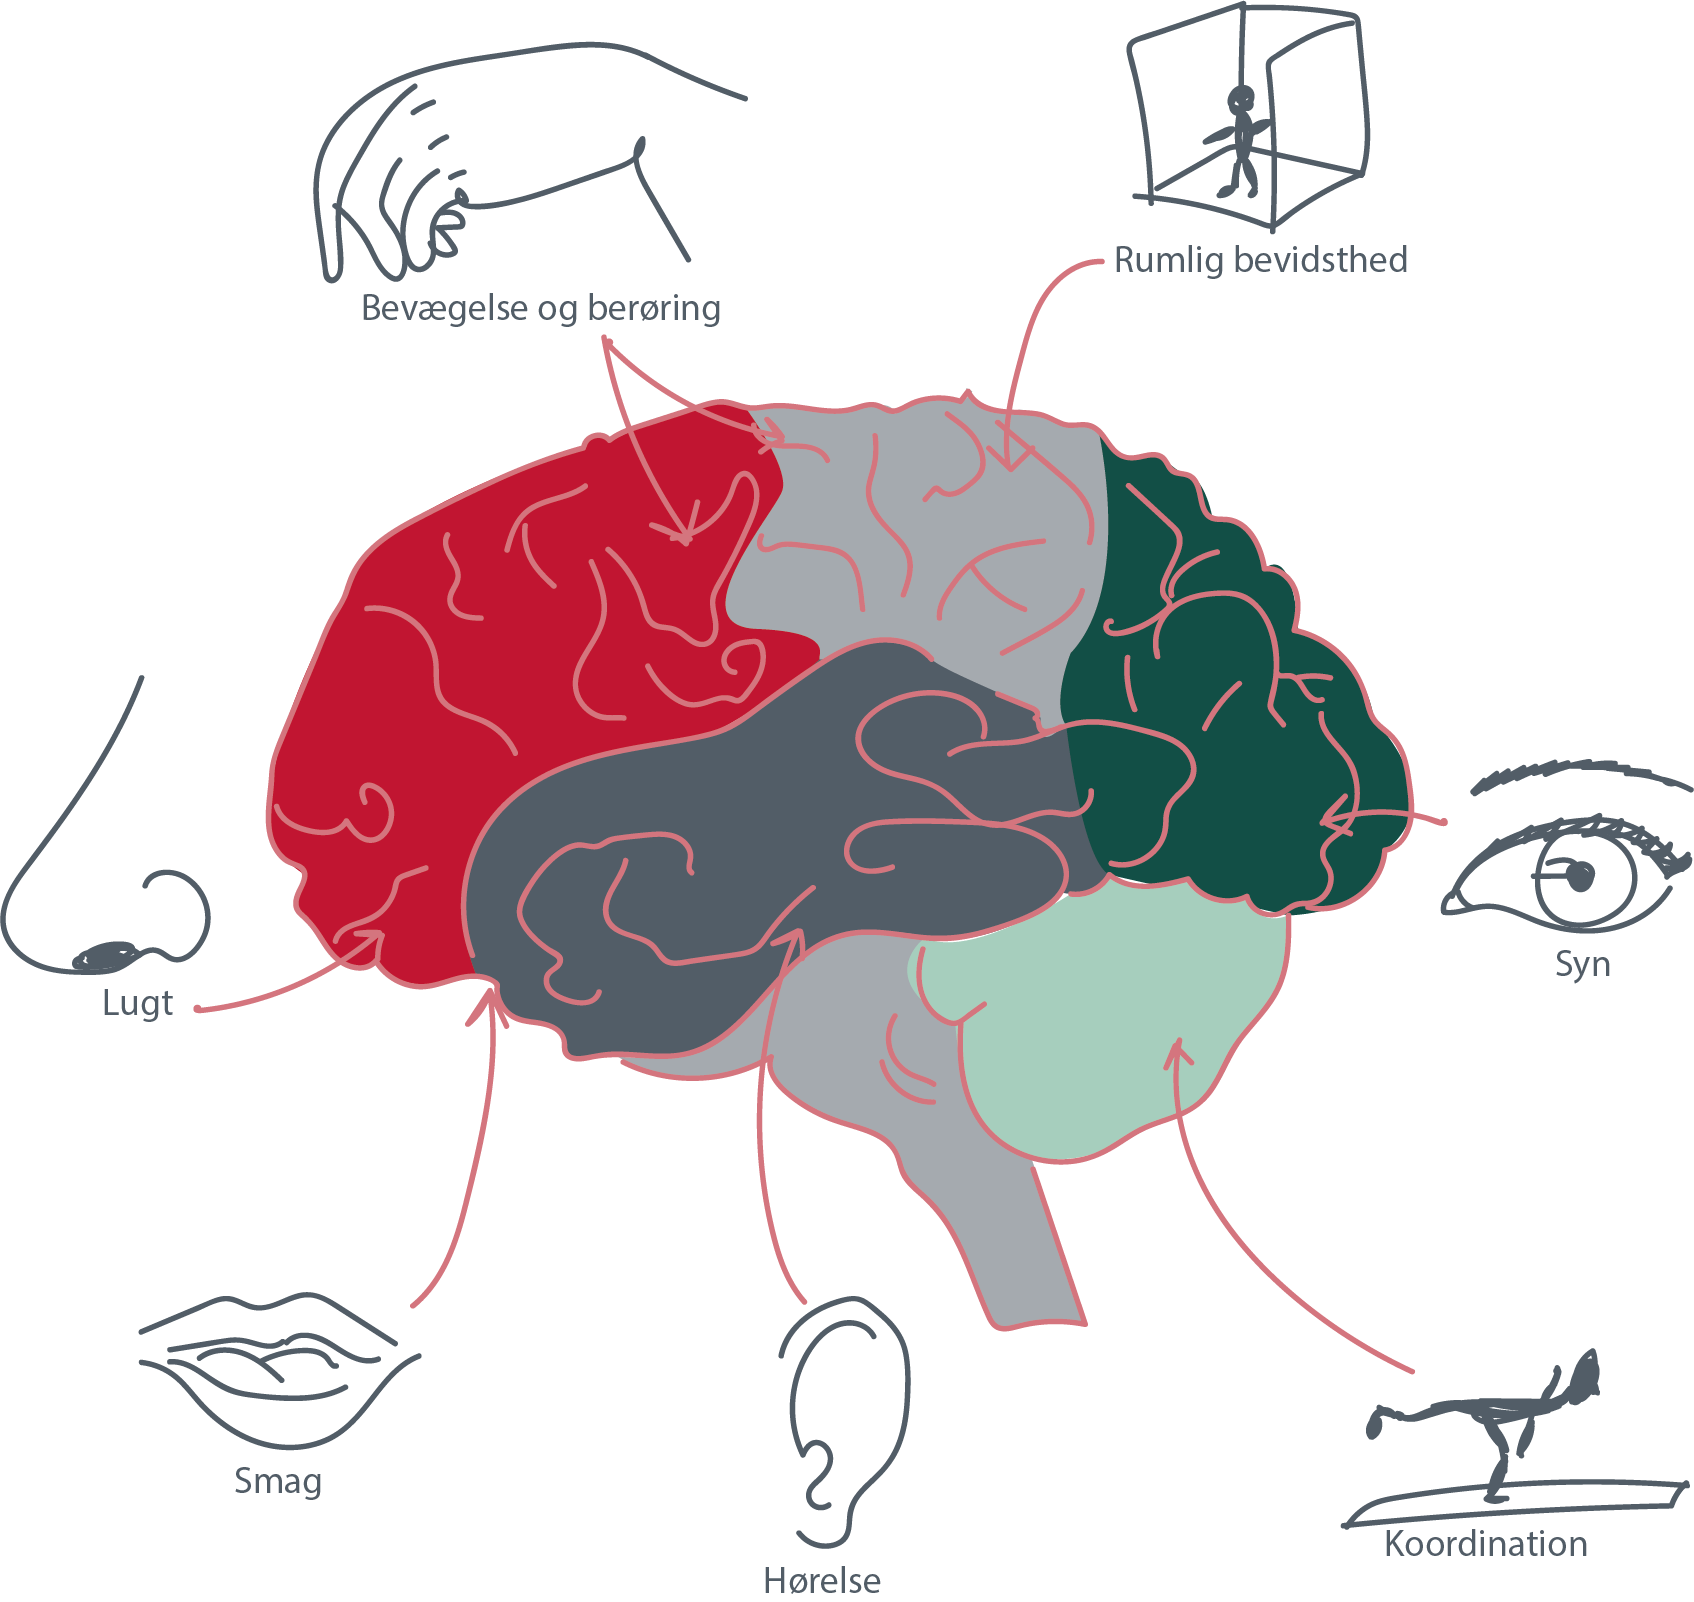 Rumlig bevidsthed
Bevægelse og berøring
Syn
Lugt
Smag
Koordination
Hørelse